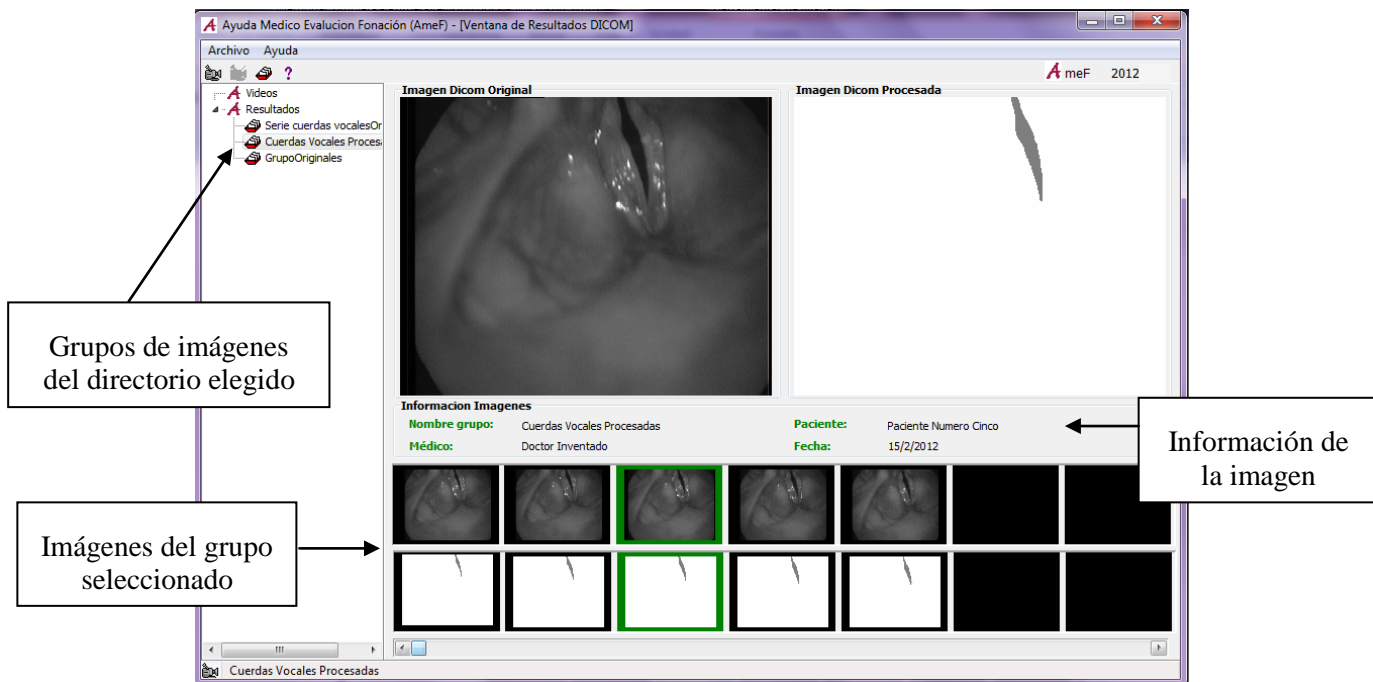 Ayuda Medico Evalucion Fonación (AmeF) - [Ventana de Resultados DICOM]
Archivo Ayuda
? A meF 2012
Videos
Resultados
Serie cuerdas vocalesOr
Cuerdas Vocales Proces
GrupoOriginales
Imagen Dicom Original
Imagen Dicom Procesada
Grupos de imágenes
del directorio elegido
Informacion Imagenes
Nombre grupo: Cuerdas Vocales Procesadas Paciente: Paciente Numero Cinco
Médico: Doctor Inventado Fecha: 15/2/2012
Información de
la imagen
Imágenes del grupo
seleccionado
Cuerdas Vocales Procesadas